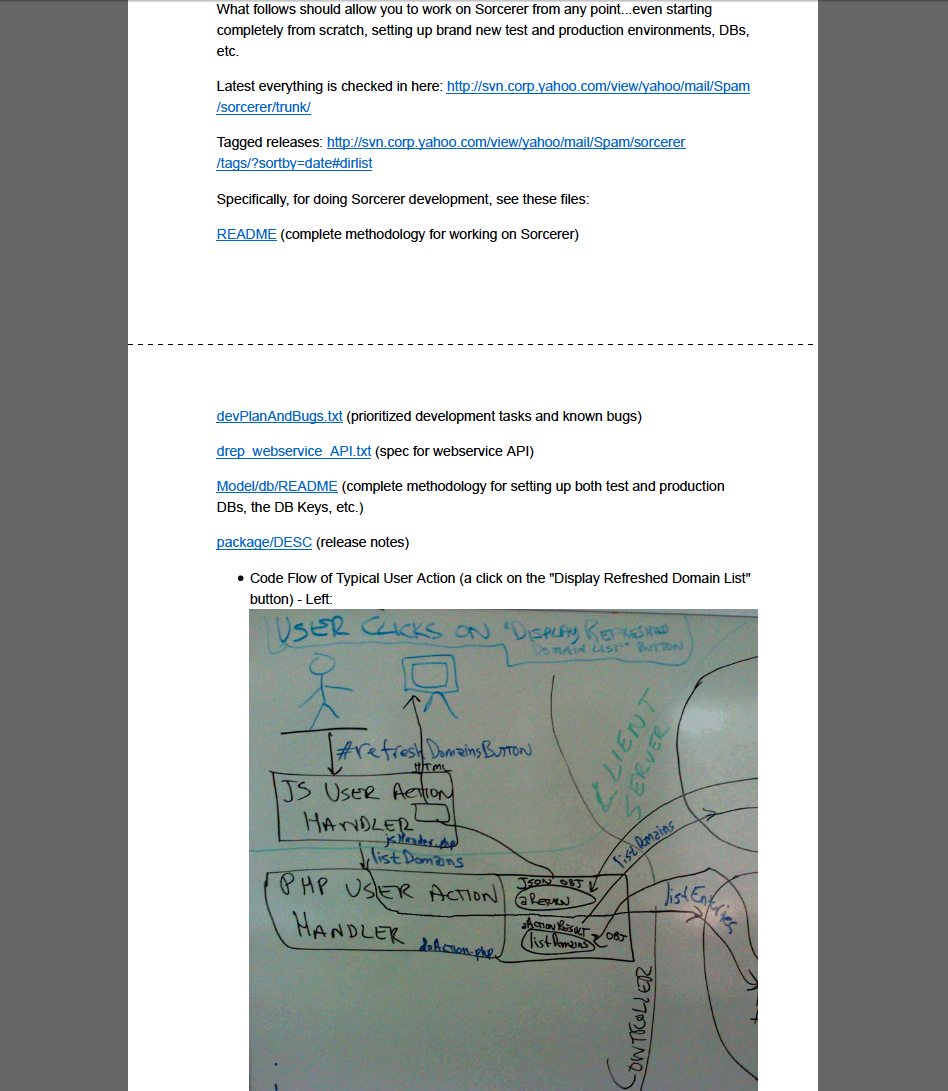 What follows should allow you to work on Sorcerer from any point...even starting
completely from scratch, setting up brand new test and production environments, DBs,
etc.
Latest everything is checked in here: http://svn.corp.yahoo.com/view/yahoo/mail/Spam
/sorcerer/trunk/
Tagged releases: http://svn.corp.yahoo.com/view/yahoo/mail/Spam/sorcerer
/tags/?sortby=date#dirlist
Specifically, for doing Sorcerer development, see these files:
README (complete methodology for working on Sorcerer)
devPlanAndBugs.txt (prioritized development tasks and known bugs)
drep_webservice_API.txt (spec for webservice API)
Model/db/README (complete methodology for setting up both test and production
DBs, the DB Keys, etc.)
package/DESC (release notes)
• Code Flow of Typical User Action (a click on the "Display Refreshed Domain List"
button) - Left:
USER CLICKS ON "DISPLAY REFRESHED
DOMAIN LIST" BUTTON
CLIENT
SERVER
#refreshDomainsBUTTON
HTML
JS USER ACTION
HANDLER
jsHeader.php
listDomains
listDomains
PHP USER ACTION
HANDLER
doAction.php
JSON OBJ
aRETURN
aActionRESULT
listDomains
OBJ
listEntries
CONTROLLER